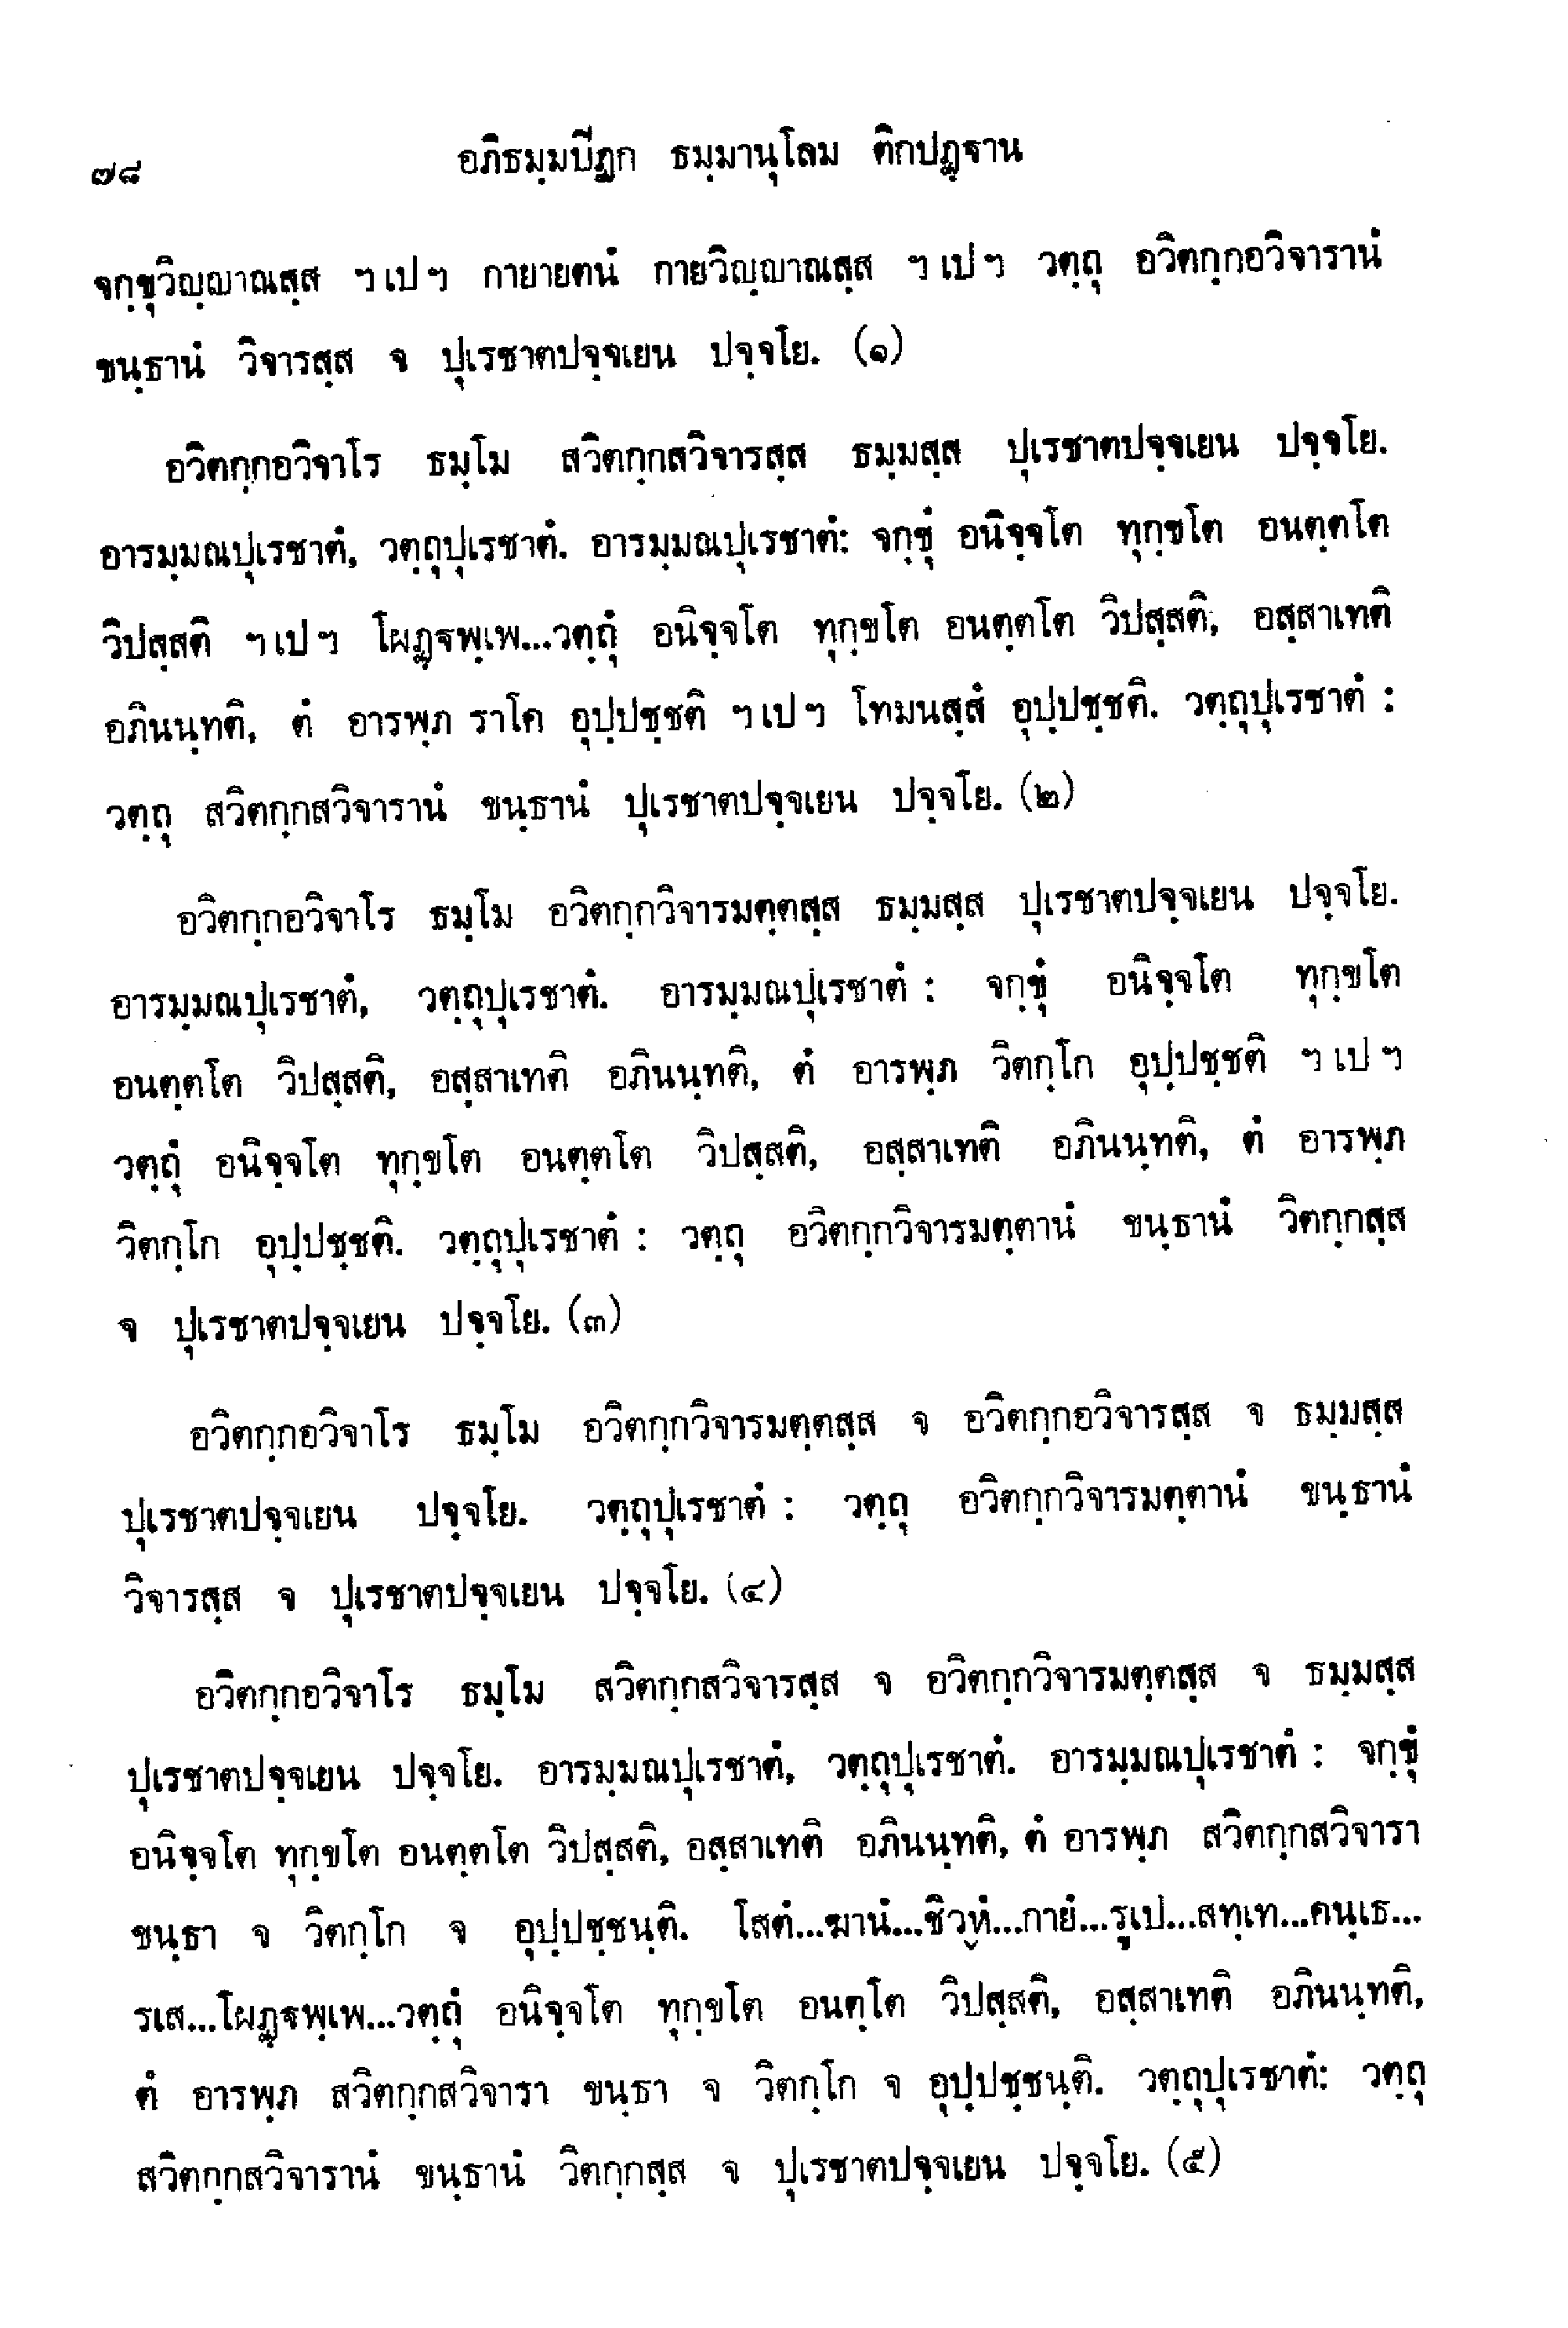 ๗๘ อภิธมฺมปีฏก ธมฺมานุโลม ติกปฏฺฐาน
จกฺขุวิญฺญาณสฺส ฯ เป ฯ กายายตนํ กายวิญฺญาณสฺส ฯ เป ฯ วตฺถุ อวิตกฺกอวิจารานํ
ขนฺธานํ วิจารสฺส จ ปุเรชาตปจฺจเยน ปจฺจโย. (๑)
อวิตกฺกอวิจาโร ธมฺโม สวิตกฺกสวิจารสฺส ธมฺมสฺส ปุเรชาตปจฺจเยน ปจฺจโย.
อารมฺมณปุเรชาตํ, วตฺถุปุเรชาตํ. อารมฺมณปุเรชาตํ: จกฺขุํ อนิจฺจโต ทุกฺขโต อนตฺตโต
วิปสฺสติ ฯ เป ฯ โผฏฺฐพฺเพ...วตฺถุํ อนิจฺจโต ทุกฺขโต อนตฺตโต วิปสฺสติ, อสฺสาเทติ
อภินนฺทติ, ตํ อารพฺภ ราโค อุปฺปชฺชติ ฯ เป ฯ โทมนสฺสํ อุปฺปชฺชติ. วตฺถุปุเรชาตํ :
วตฺถุ สวิตกฺกสวิจารานํ ขนฺธานํ ปุเรชาตปจฺจเยน ปจฺจโย. (๒)
อวิตกฺกอวิจาโร ธมฺโม อวิตกฺกวิจารมตฺตสฺส ธมฺมสฺส ปุเรชาตปจฺจเยน ปจฺจโย.
อารมฺมณปุเรชาตํ, วตฺถุปุเรชาตํ. อารมฺมณปุเรชาตํ : จกฺขุํ อนิจฺจโต ทุกฺขโต
อนตฺตโต วิปสฺสติ, อสฺสาเทติ อภินนฺทติ, ตํ อารพฺภ วิตกฺโก อุปฺปชฺชติ ฯ เป ฯ
วตฺถุํ อนิจฺจโต ทุกฺขโต อนตฺตโต วิปสฺสติ, อสฺสาเทติ อภินนฺทติ, ตํ อารพฺภ
วิตกฺโก อุปฺปชฺชติ. วตฺถุปุเรชาตํ : วตฺถุ อวิตกฺกวิจารมตฺตานํ ขนฺธานํ วิตกฺกสฺส
จ ปุเรชาตปจฺจเยน ปจฺจโย. (๓)
อวิตกฺกอวิจาโร ธมฺโม อวิตกฺกวิจารมตฺตสฺส จ อวิตกฺกอวิจารสฺส จ ธมฺมสฺส
ปุเรชาตปจฺจเยน ปจฺจโย. วตฺถุปุเรชาตํ : วตฺถุ อวิตกฺกวิจารมตฺตานํ ขนฺธานํ
วิจารสฺส จ ปุเรชาตปจฺจเยน ปจฺจโย. (๔)
อวิตกฺกอวิจาโร ธมฺโม สวิตกฺกสวิจารสฺส จ อวิตกฺกวิจารมตฺตสฺส จ ธมฺมสฺส
ปุเรชาตปจฺจเยน ปจฺจโย. อารมฺมณปุเรชาตํ, วตฺถุปุเรชาตํ. อารมฺมณปุเรชาตํ : จกฺขุํ
อนิจฺจโต ทุกฺขโต อนตฺตโต วิปสฺสติ, อสฺสาเทติ อภินนฺทติ, ตํ อารพฺภ สวิตกฺกสวิจารา
ขนฺธา จ วิตกฺโก จ อุปฺปชฺชนฺติ. โสตํ...ฆานํ...ชิวฺหํ...กายํ...รูเป...สทฺเท...คนฺเธ...
รเส...โผฏฺฐพฺเพ...วตฺถุํ อนิจฺจโต ทุกฺขโต อนตฺโต วิปสฺสติ, อสฺสาเทติ อภินนฺทติ,
ตํ อารพฺภ สวิตกฺกสวิจารา ขนฺธา จ วิตกฺโก จ อุปฺปชฺชนฺติ. วตฺถุปุเรชาตํ: วตฺถุ
สวิตกฺกสวิจารานํ ขนฺธานํ วิตกฺกสฺส จ ปุเรชาตปจฺจเยน ปจฺจโย. (๕)